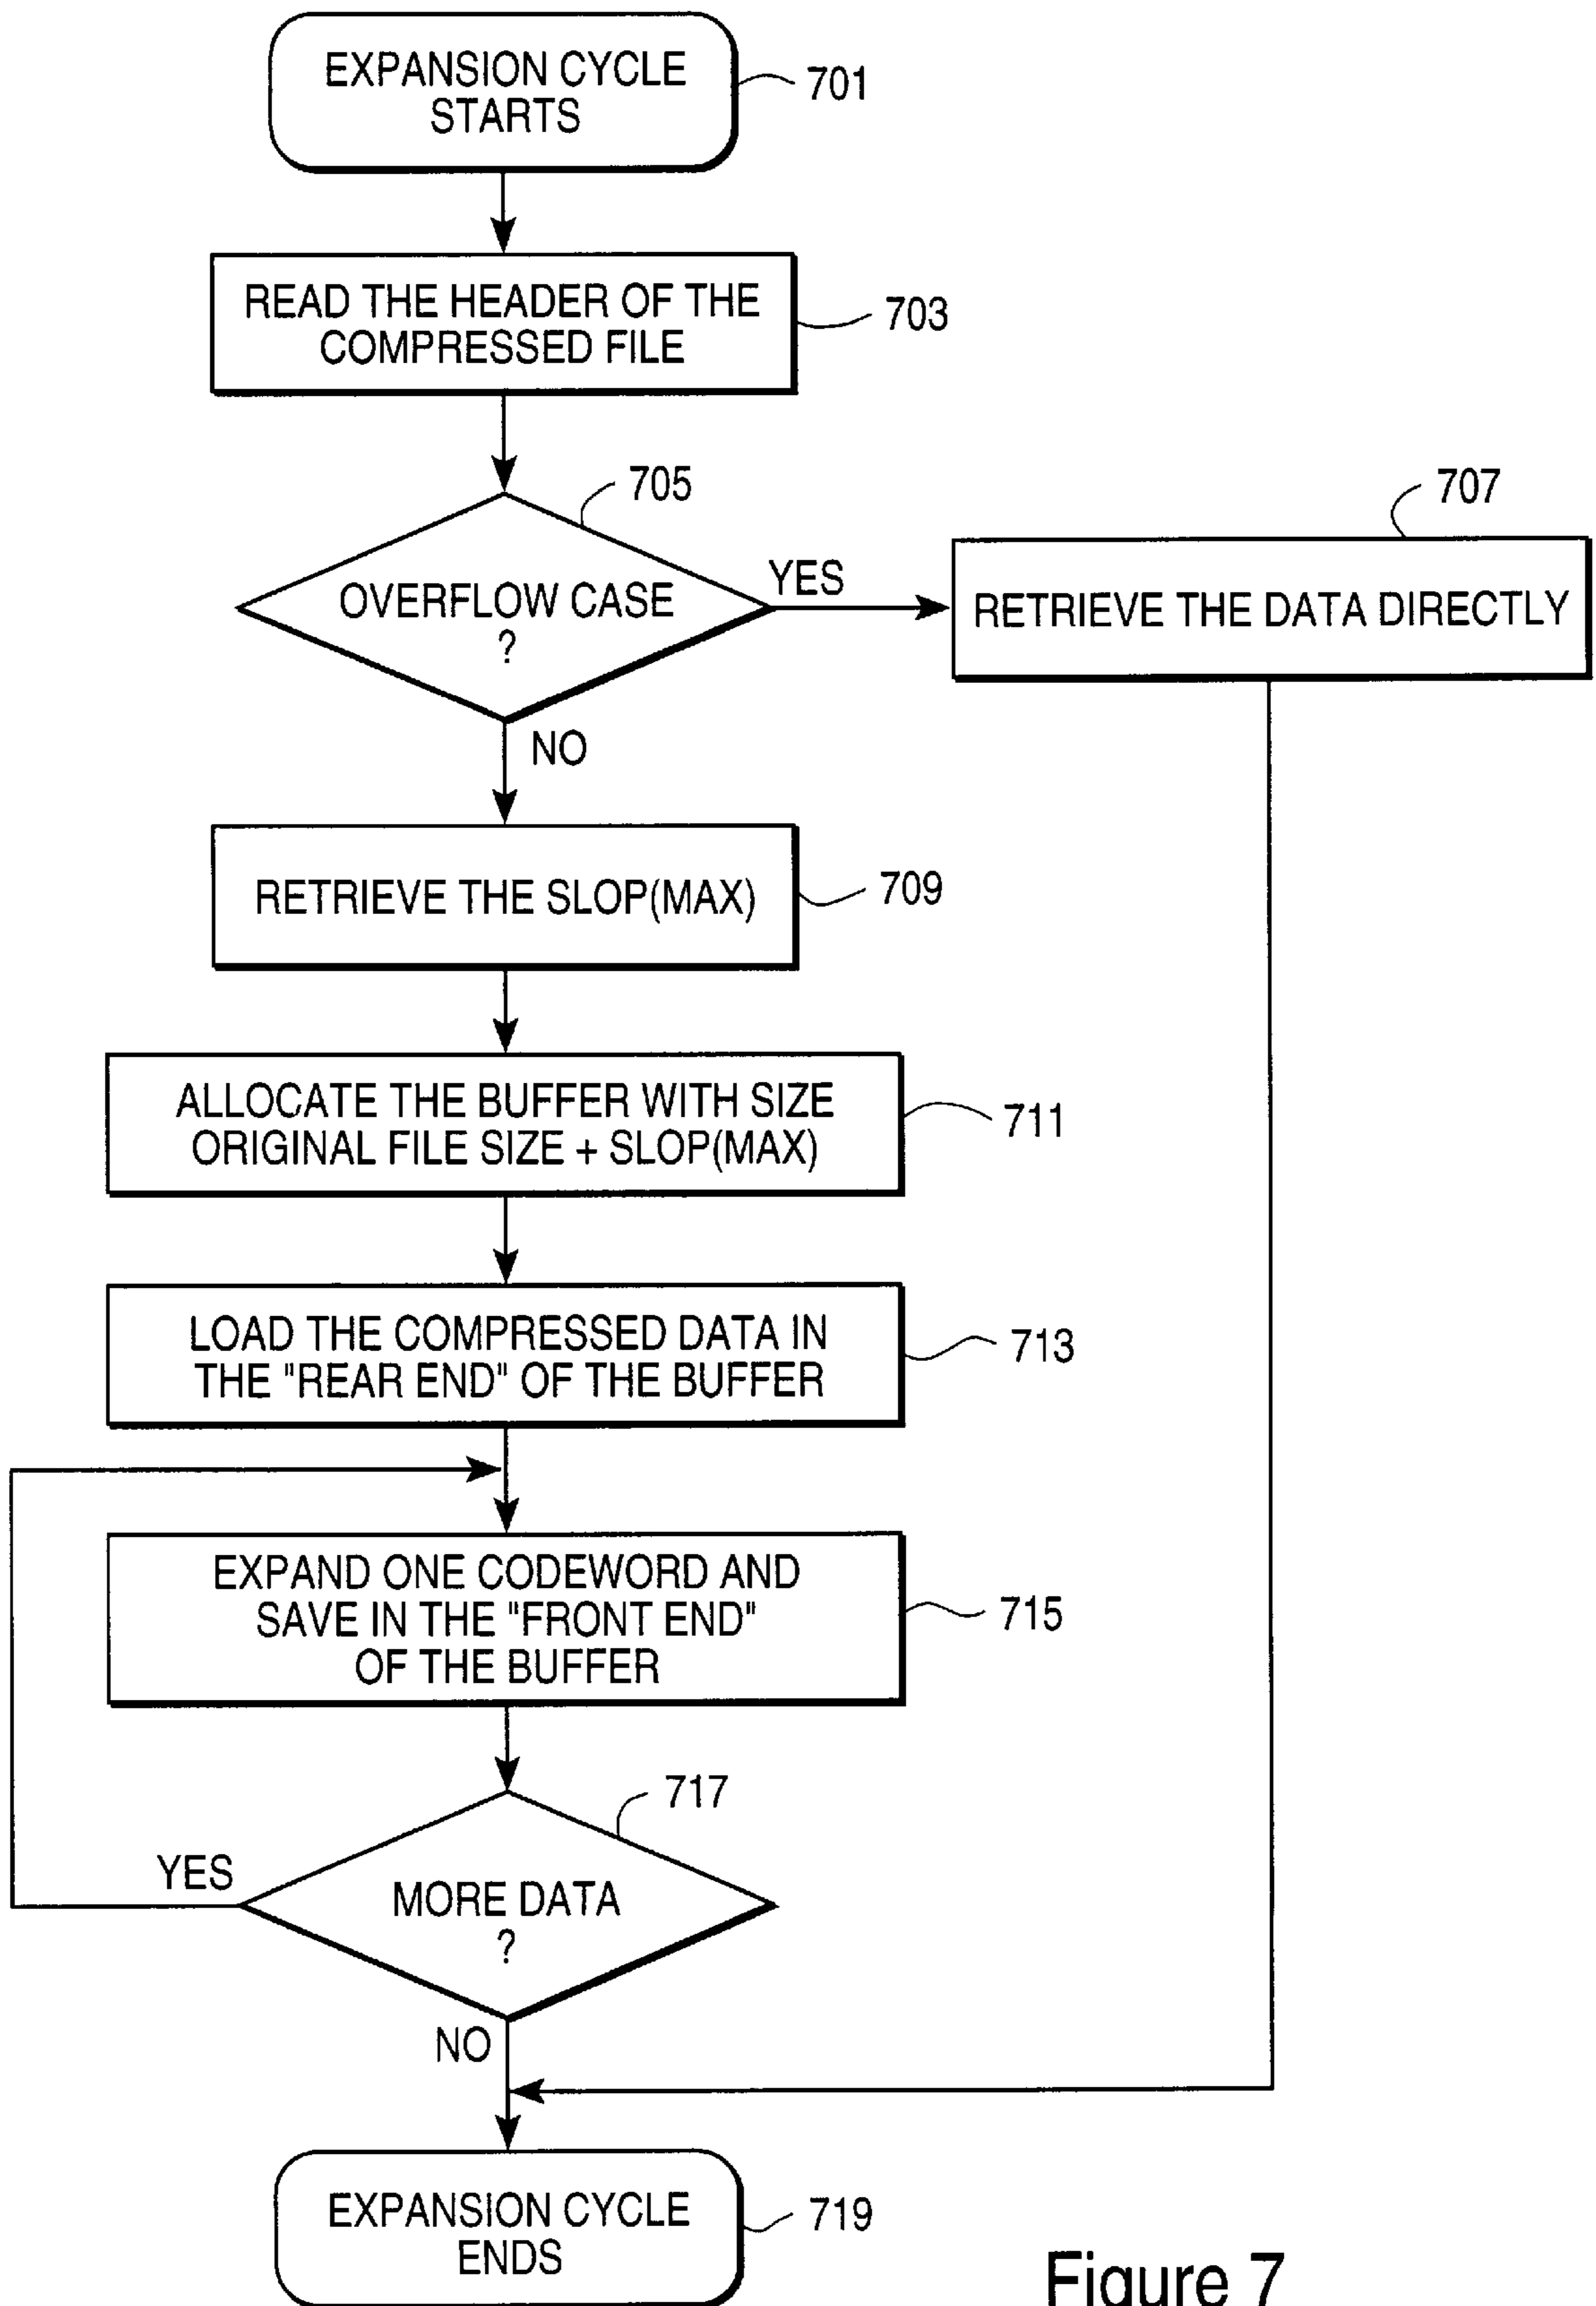 EXPANSION CYCLE
STARTS
701
READ THE HEADER OF THE
COMPRESSED FILE
703
705
OVERFLOW CASE
?
YES
707
RETRIEVE THE DATA DIRECTLY
NO
RETRIEVE THE SLOP(MAX)
709
ALLOCATE THE BUFFER WITH SIZE
ORIGINAL FILE SIZE + SLOP(MAX)
711
LOAD THE COMPRESSED DATA IN
THE "REAR END" OF THE BUFFER
713
EXPAND ONE CODEWORD AND
SAVE IN THE "FRONT END"
OF THE BUFFER
715
717
YES
MORE DATA
?
NO
EXPANSION CYCLE
ENDS
719
Figure 7